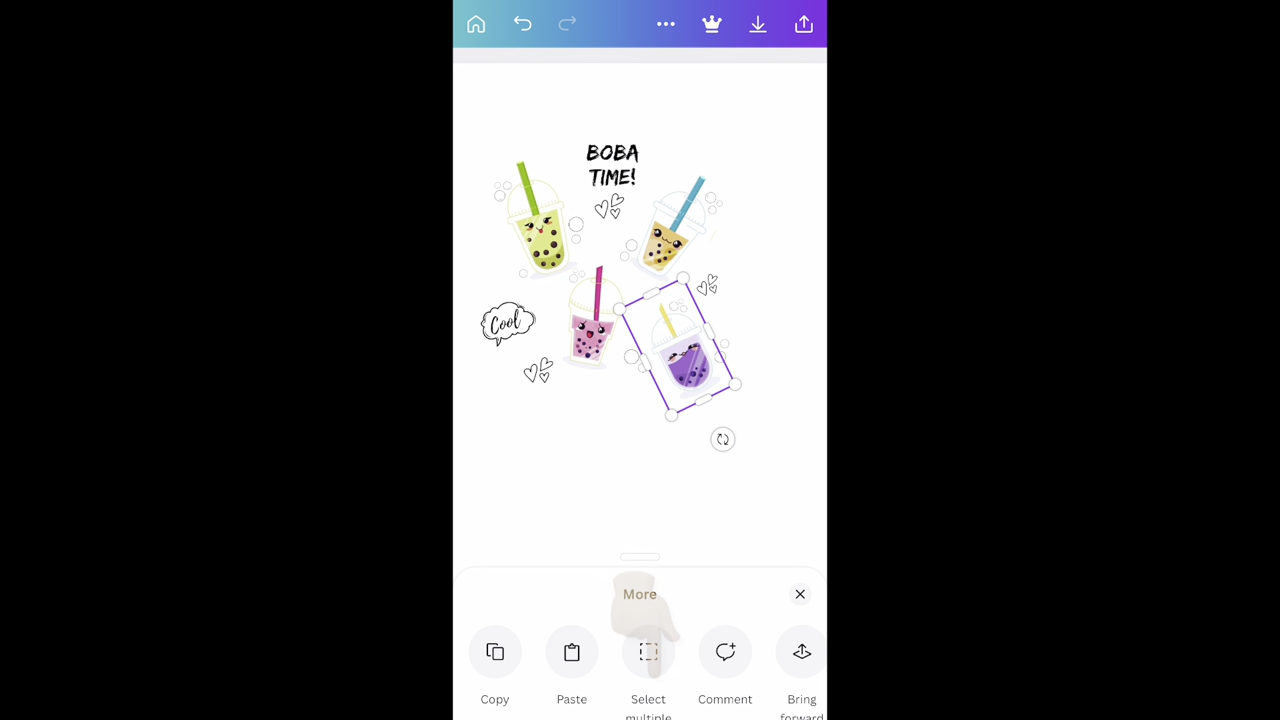 BOBA
TIME!
Cool
More
Copy
Paste
Select
multiple
Comment
Bring
forward